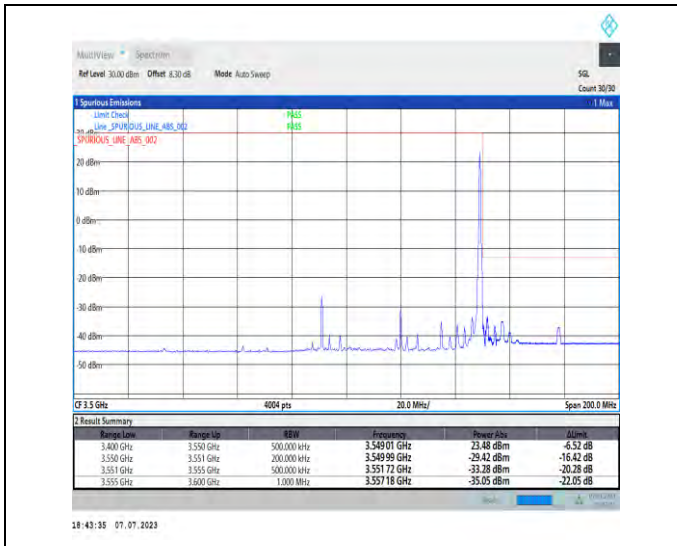 MultiView Spectrum
Ref Level 30.00 dBm Offset 8.30 dB Mode Auto Sweep SGL
Count 30/30
1 Spurious Emissions 1 Max
Limit Check PASS
Line _SPURIOUS_LINE_ABS_002 PASS
_SPURIOUS_LINE_ABS_002
20 dBm
10 dBm
0 dBm
-10 dBm
-20 dBm
-30 dBm
-40 dBm
-50 dBm
CF 3.5 GHz 4004 pts 20.0 MHz/ Span 200.0 MHz
2 Result Summary
Range Low Range Up RBW Frequency Power Abs ΔLimit
3.400 GHz 3.550 GHz 500.000 kHz 3.549 01 GHz 23.48 dBm -6.52 dB
3.550 GHz 3.551 GHz 200.000 kHz 3.549 99 GHz -29.42 dBm -16.42 dB
3.551 GHz 3.555 GHz 500.000 kHz 3.551 72 GHz -33.28 dBm -20.28 dB
3.555 GHz 3.600 GHz 1.000 MHz 3.557 18 GHz -35.05 dBm -22.05 dB
18:43:35 07.07.2023